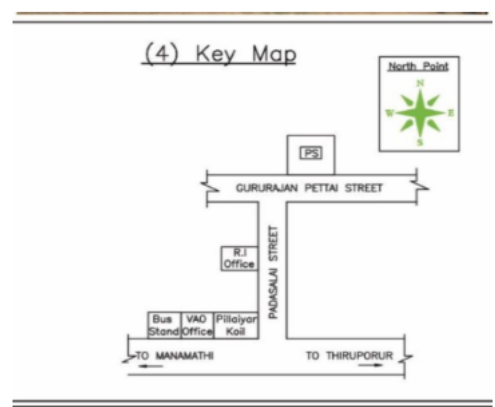 (4) Key Map
North Point
N
W E
S
PS
GURURAJAN PETTAI STREET
PADASALAI STREET
R.I
Office
Bus
Stand
VAO
Office
Pillaiyar
Koil
TO MANAMATHI
TO THIRUPORUR